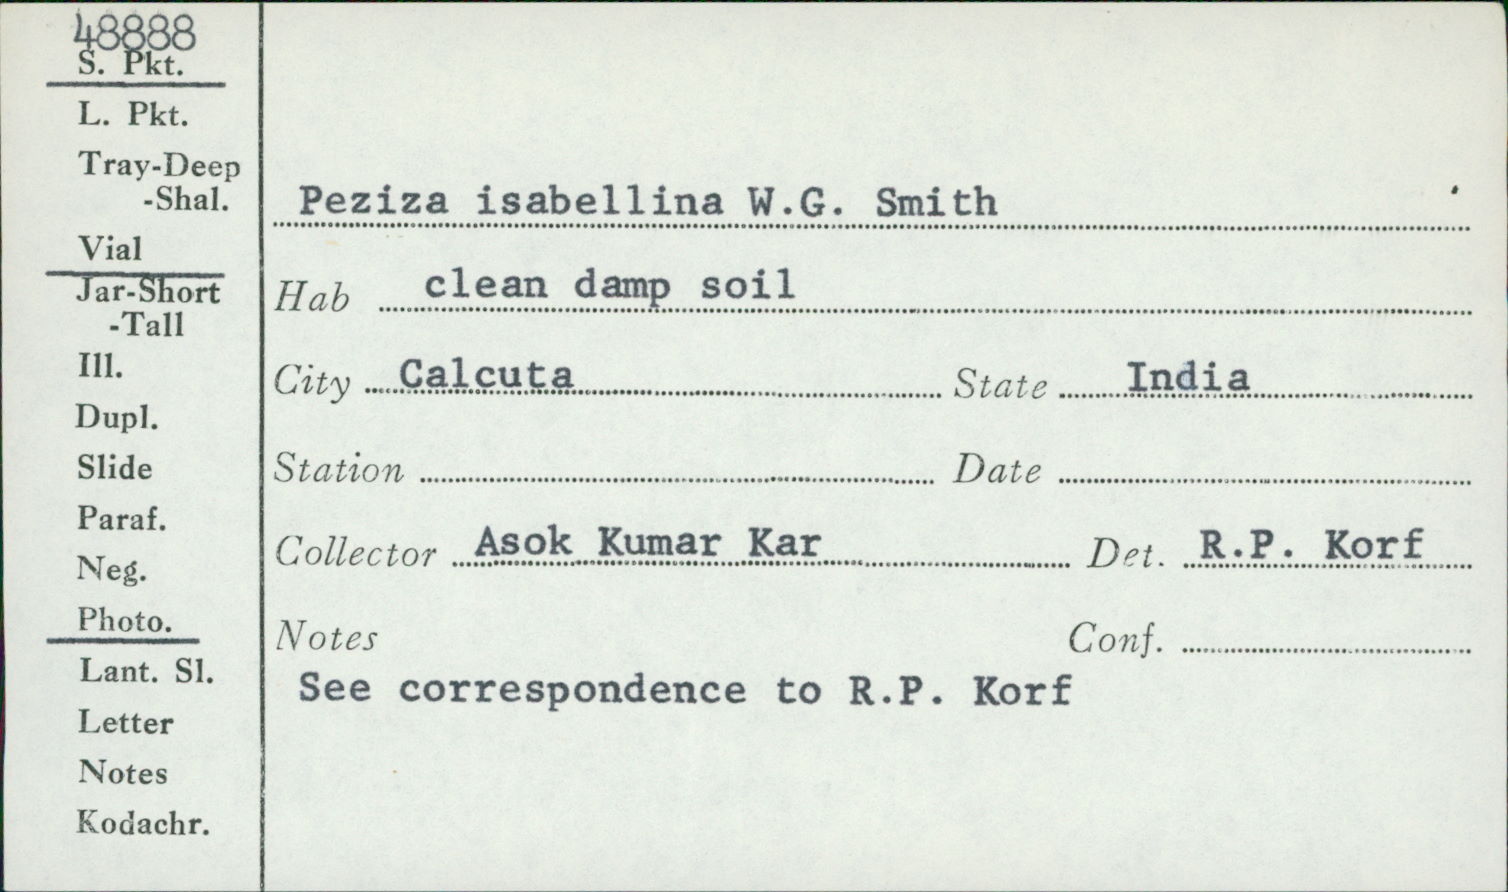 48888
S. Pkt.
L. Pkt.
Tray-Deep
-Shal.
Vial
Jar-Short
-Tall
Ill.
Dupl.
Slide
Paraf.
Neg.
Photo.
Lant. Sl.
Letter
Notes
Kodachr.
Peziza isabellina W.G. Smith
Hab clean damp soil
City Calcuta State India
Station Date
Collector Asok Kumar Kar Det. R.P. Korf
Notes Conf.
See correspondence to R.P. Korf